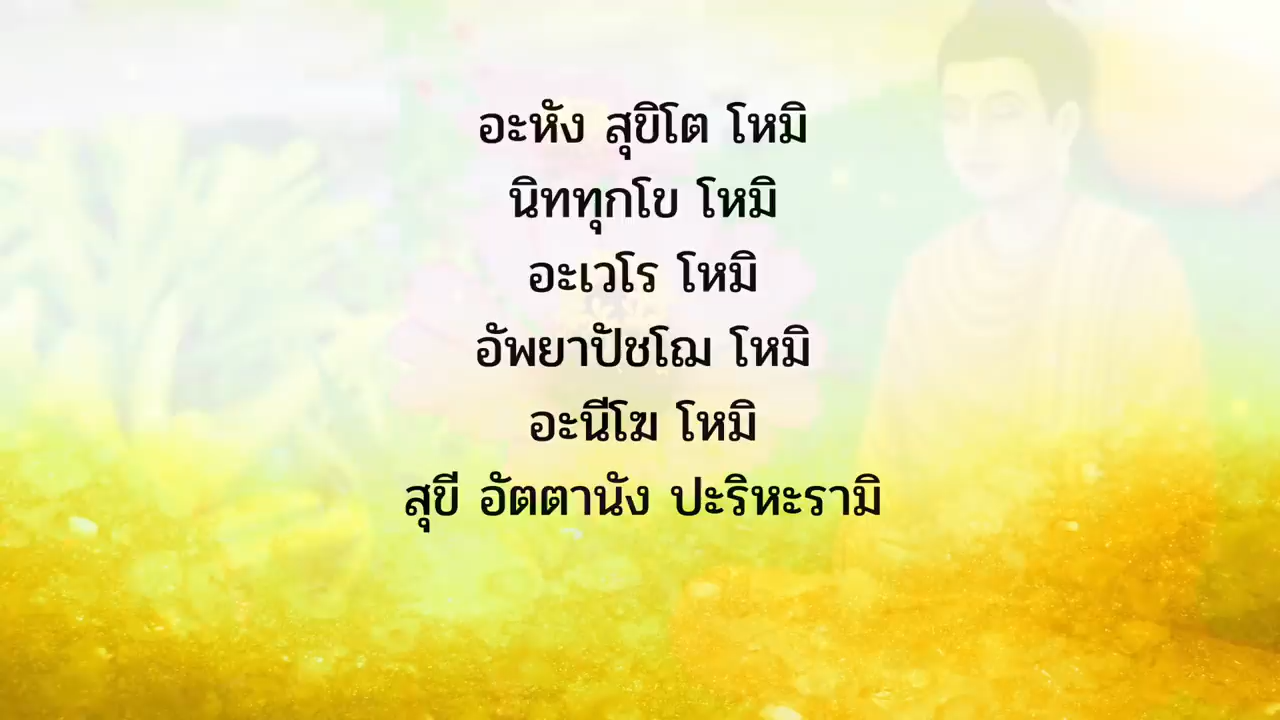 อะหัง สุขิโต โหมิ
นิททุกโข โหมิ
อะเวโร โหมิ
อัพยาปัชโฌ โหมิ
อะนีโฆ โหมิ
สุขี อัตตานัง ปะริหะรามิ